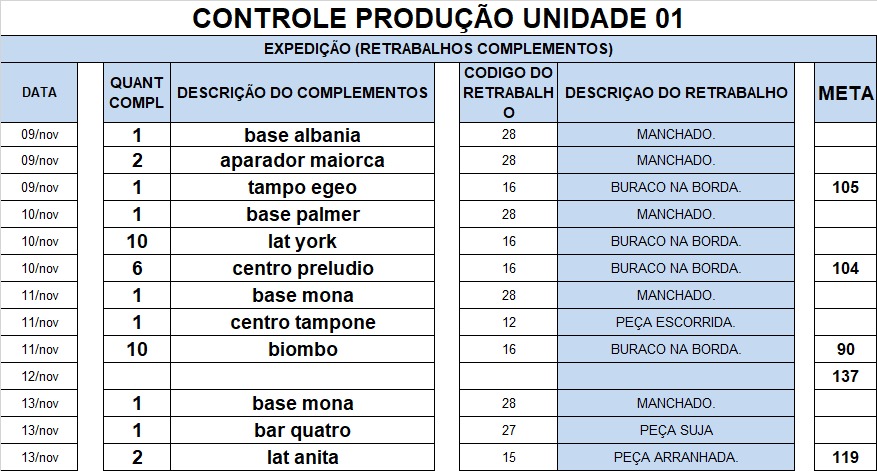 CONTROLE PRODUÇÃO UNIDADE 01
EXPEDIÇÃO (RETRABALHOS COMPLEMENTOS)
DATA QUANT COMPL DESCRIÇÃO DO COMPLEMENTOS CODIGO DO RETRABALHO DESCRIÇAO DO RETRABALHO META
09/nov 1 base albania 28 MANCHADO.
09/nov 2 aparador maiorca 28 MANCHADO.
09/nov 1 tampo egeo 16 BURACO NA BORDA. 105
10/nov 1 base palmer 28 MANCHADO.
10/nov 10 lat york 16 BURACO NA BORDA.
10/nov 6 centro preludio 16 BURACO NA BORDA. 104
11/nov 1 base mona 28 MANCHADO.
11/nov 1 centro tampone 12 PEÇA ESCORRIDA.
11/nov 10 biombo 16 BURACO NA BORDA. 90
12/nov 137
13/nov 1 base mona 28 MANCHADO.
13/nov 1 bar quatro 27 PEÇA SUJA
13/nov 2 lat anita 15 PEÇA ARRANHADA. 119